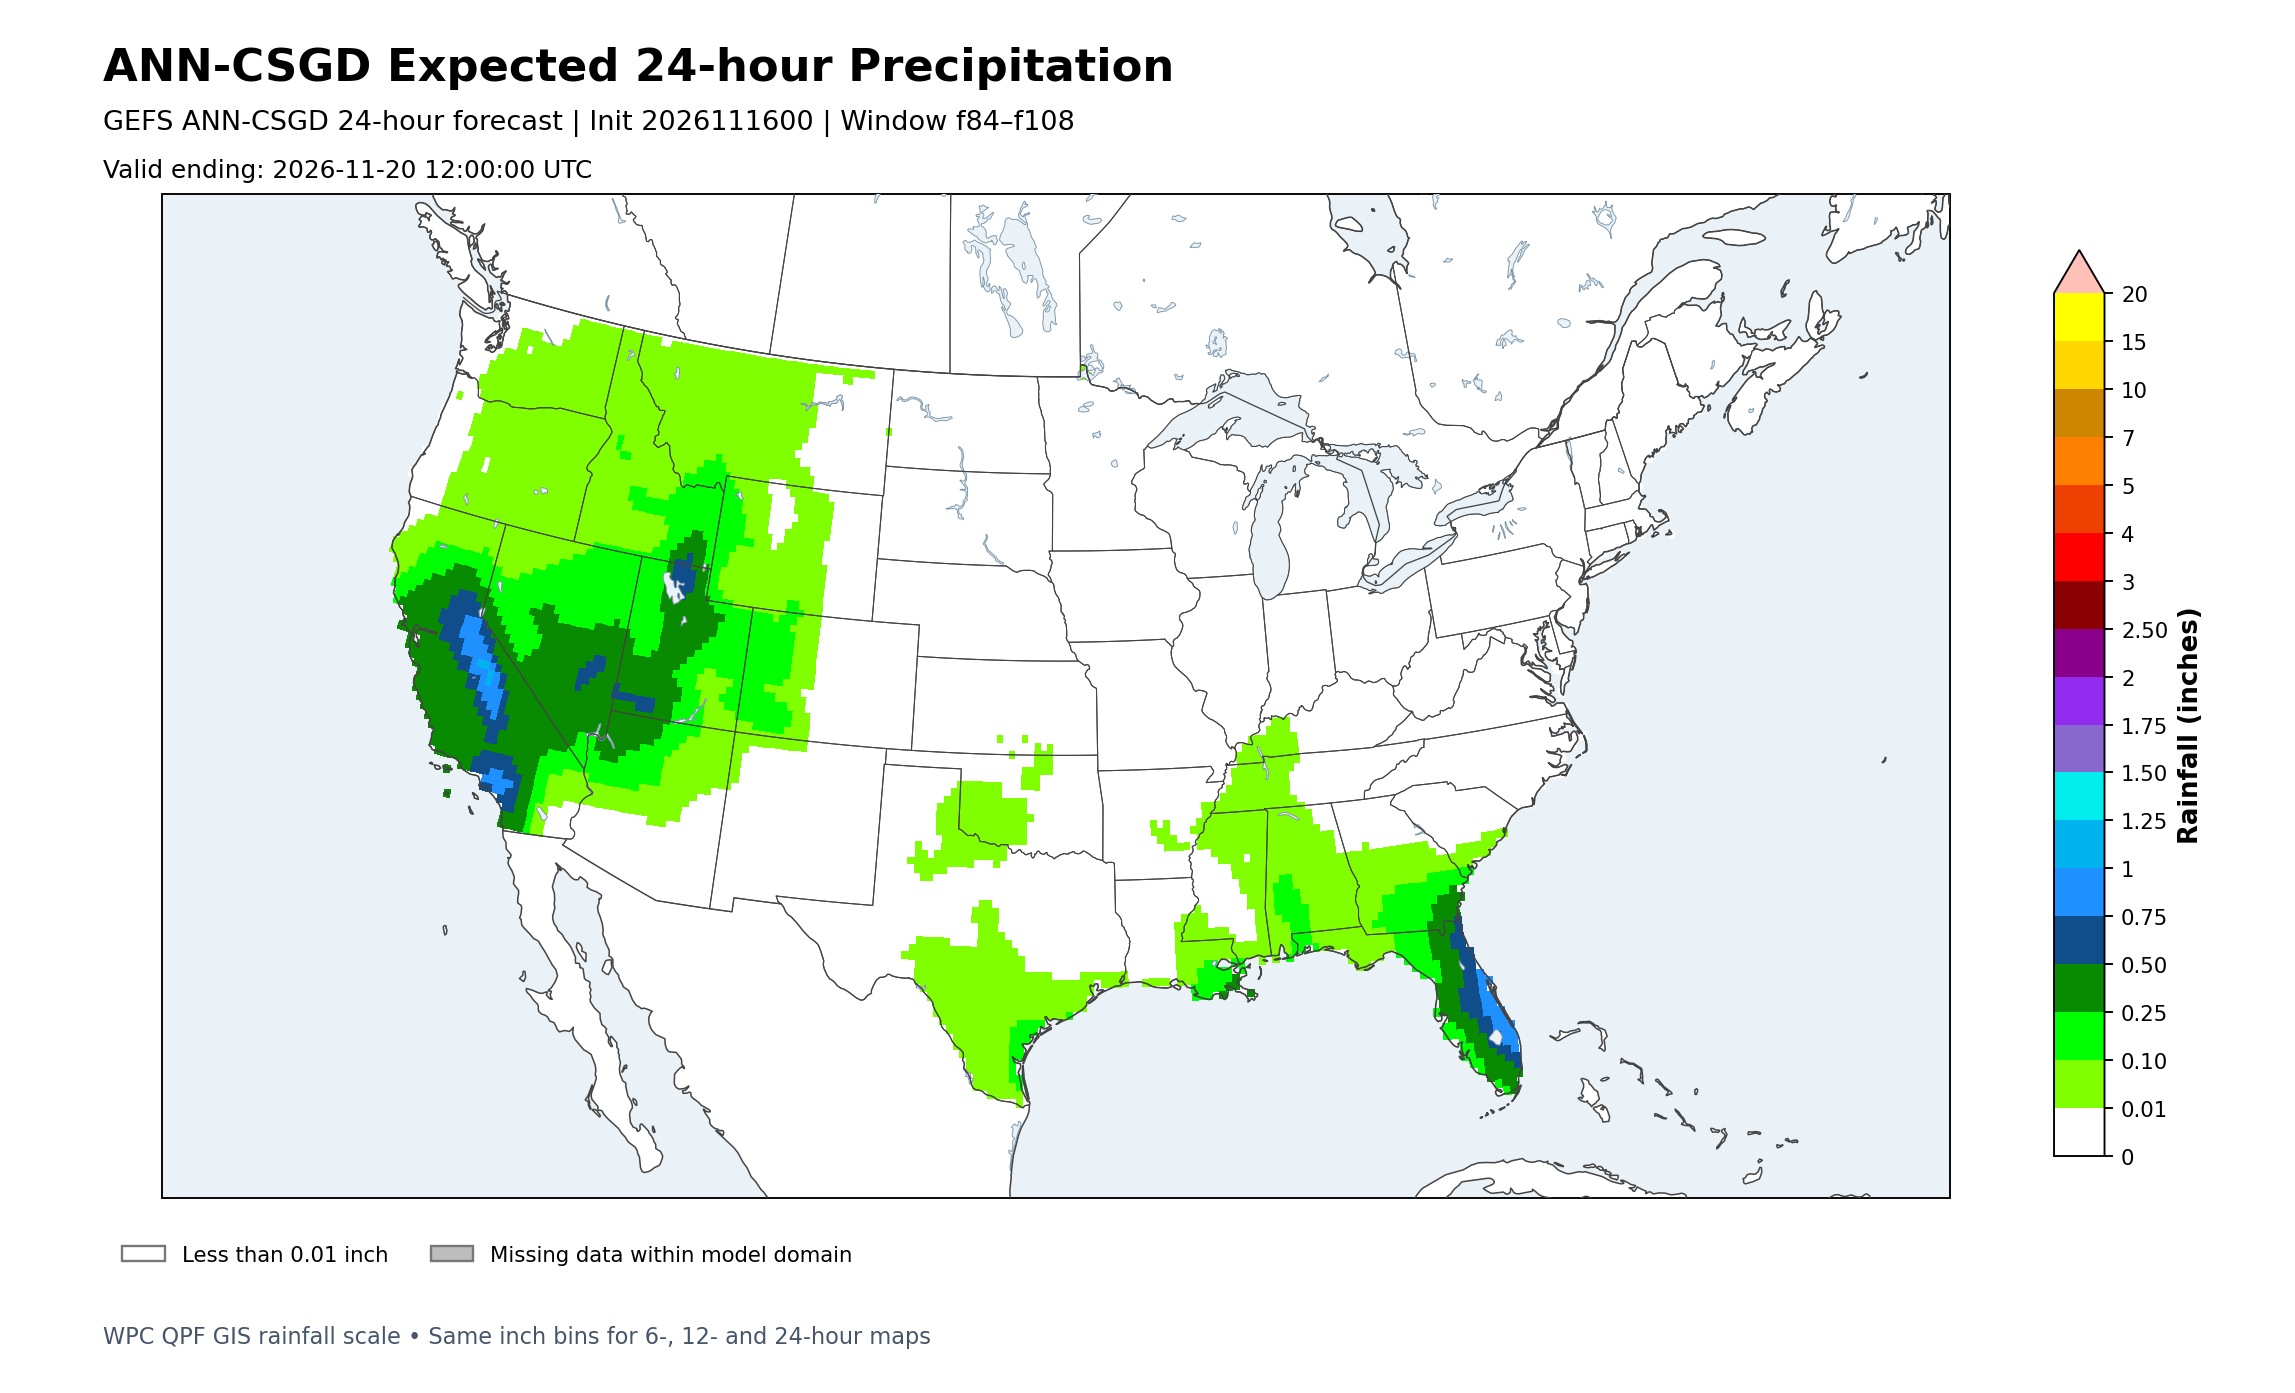 ANN-CSGD Expected 24-hour Precipitation
GEFS ANN-CSGD 24-hour forecast | Init 2026111600 | Window f84–f108
Valid ending: 2026-11-20 12:00:00 UTC
20
15
10
7
5
4
3
2.50
2
1.75
1.50
1.25
1
0.75
0.50
0.25
0.10
0.01
0
Rainfall (inches)
Less than 0.01 inch
Missing data within model domain
WPC QPF GIS rainfall scale • Same inch bins for 6-, 12- and 24-hour maps